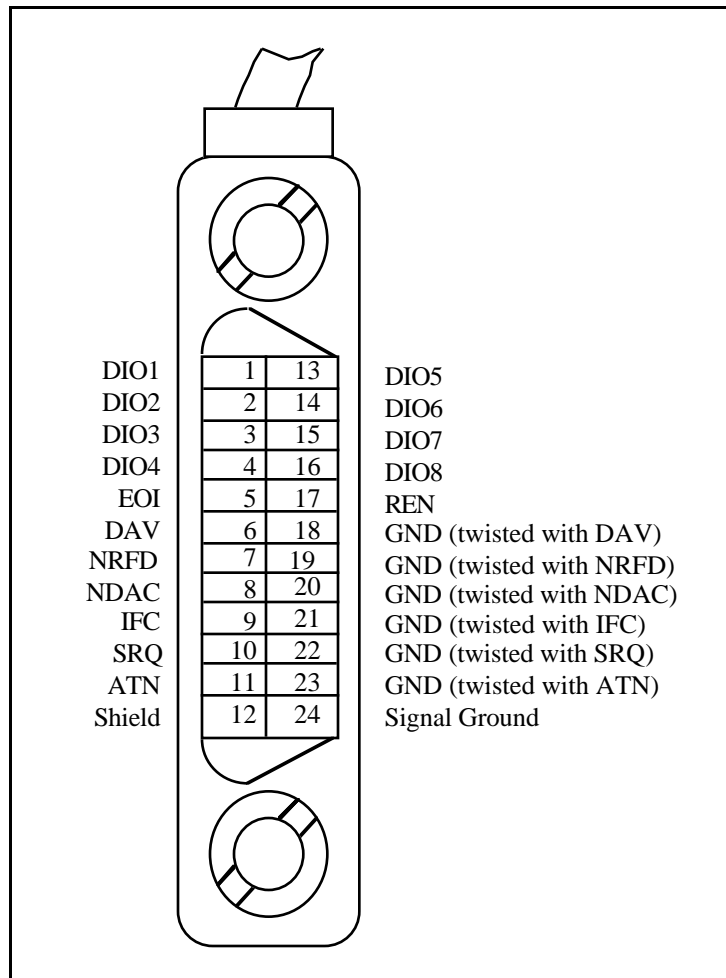 DIO1 1 13 DIO5
DIO2 2 14 DIO6
DIO3 3 15 DIO7
DIO4 4 16 DIO8
EOI 5 17 REN
DAV 6 18 GND (twisted with DAV)
NRFD 7 19 GND (twisted with NRFD)
NDAC 8 20 GND (twisted with NDAC)
IFC 9 21 GND (twisted with IFC)
SRQ 10 22 GND (twisted with SRQ)
ATN 11 23 GND (twisted with ATN)
Shield 12 24 Signal Ground